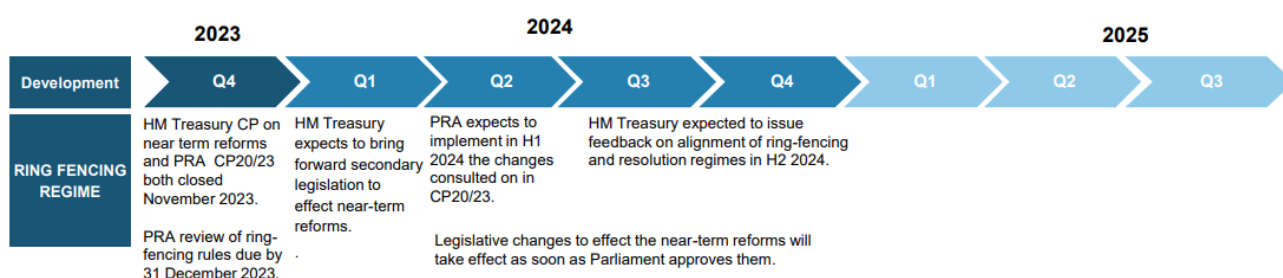 2023
2024
2025
Development
Q4
Q1
Q2
Q3
Q4
Q1
Q2
Q3
RING FENCING
REGIME
HM Treasury CP on
near term reforms
and PRA CP20/23
both closed
November 2023.
PRA review of ring-
fencing rules due by
31 December 2023.
HM Treasury
expects to bring
forward secondary
legislation to
effect near-term
reforms.
.
PRA expects to
implement in H1
2024 the changes
consulted on in
CP20/23.
HM Treasury expected to issue
feedback on alignment of ring-fencing
and resolution regimes in H2 2024.
Legislative changes to effect the near-term reforms will
take effect as soon as Parliament approves them.